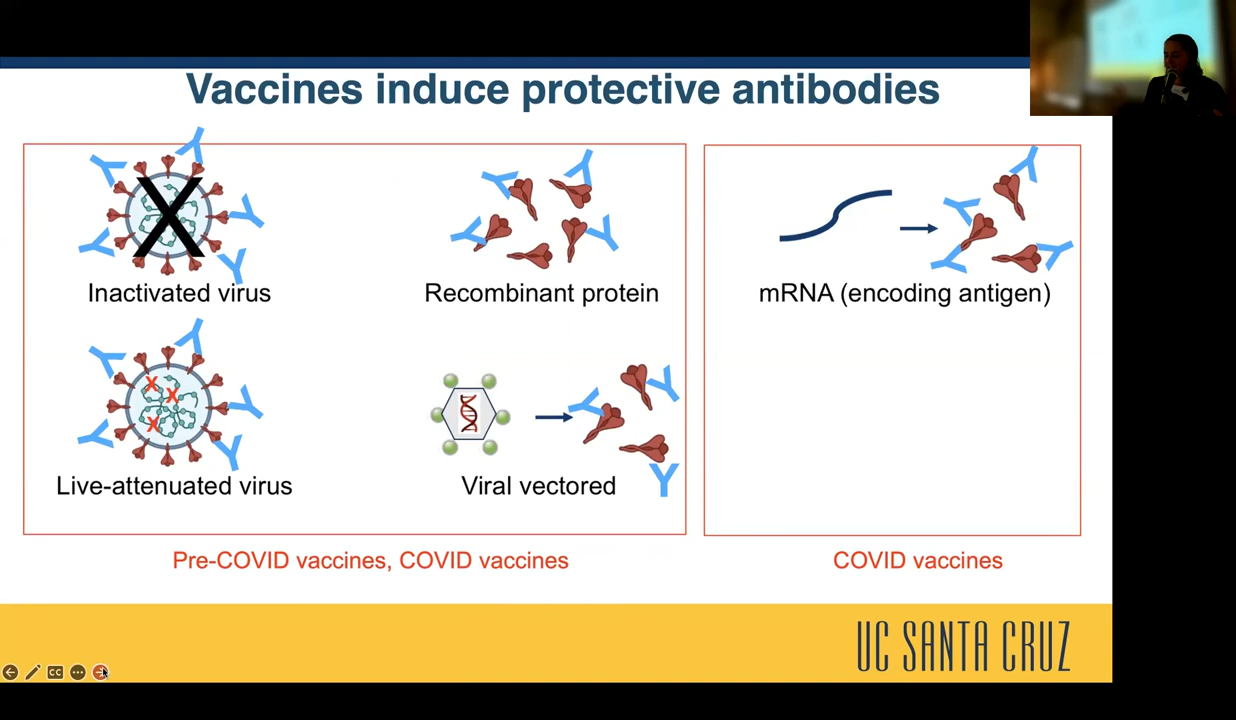 Vaccines induce protective antibodies
X
Inactivated virus
Recombinant protein
mRNA (encoding antigen)
X
X
X
Live-attenuated virus
Viral vectored
Pre-COVID vaccines, COVID vaccines
COVID vaccines
UC SANTA CRUZ
CC